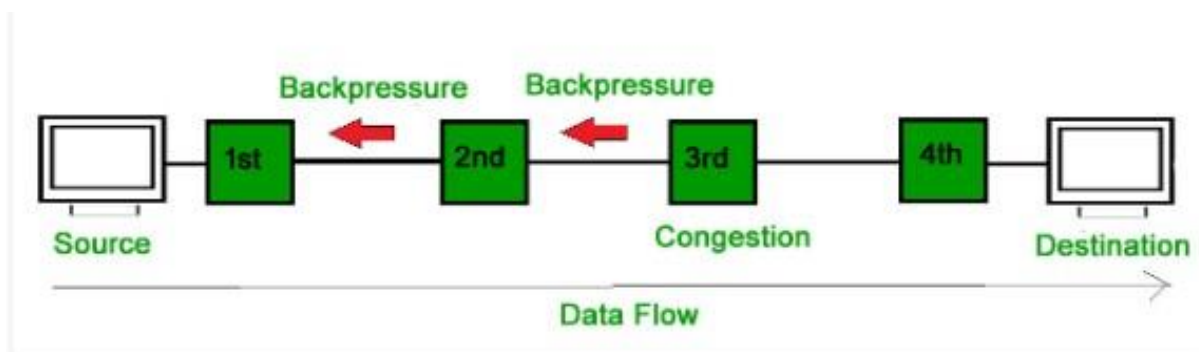 Backpressure
Backpressure
1st
2nd
3rd
4th
Source
Congestion
Destination
Data Flow